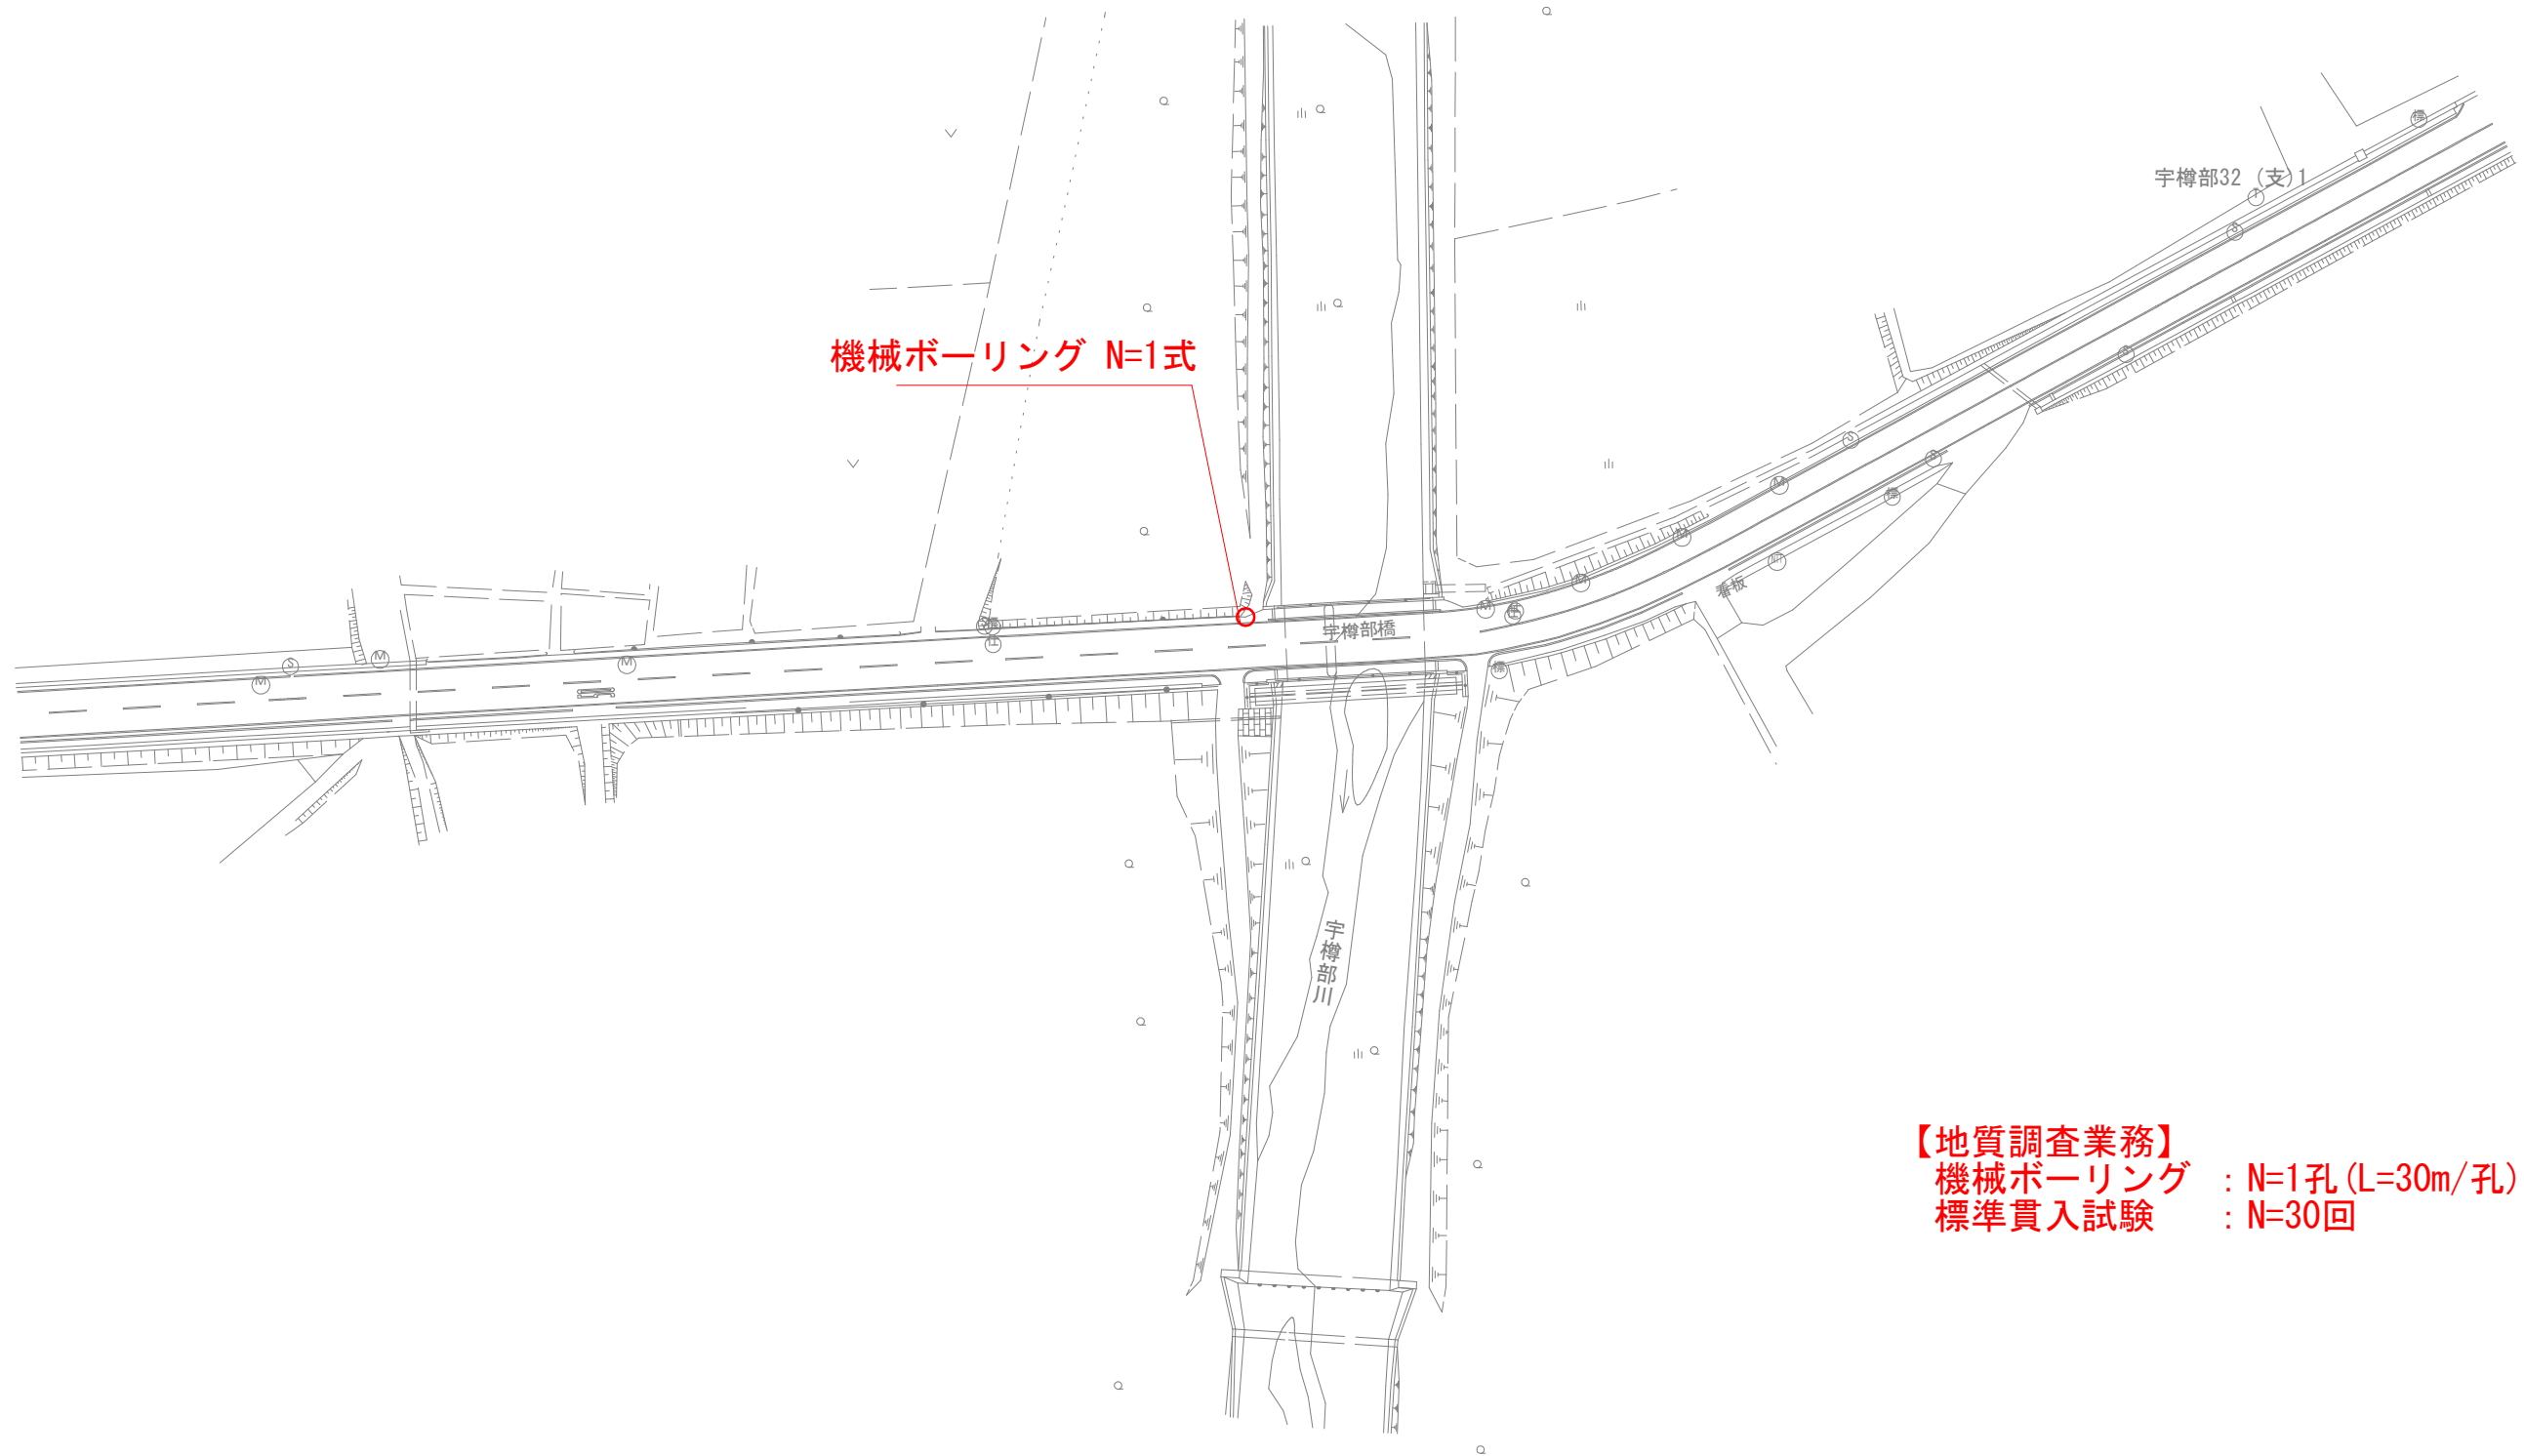 宇樽部32 (支)1
機械ボーリング N=1式
宇樽部橋
看板
宇樽部川
【地質調査業務】
機械ボーリング : N=1孔(L=30m/孔)
標準貫入試験 : N=30回